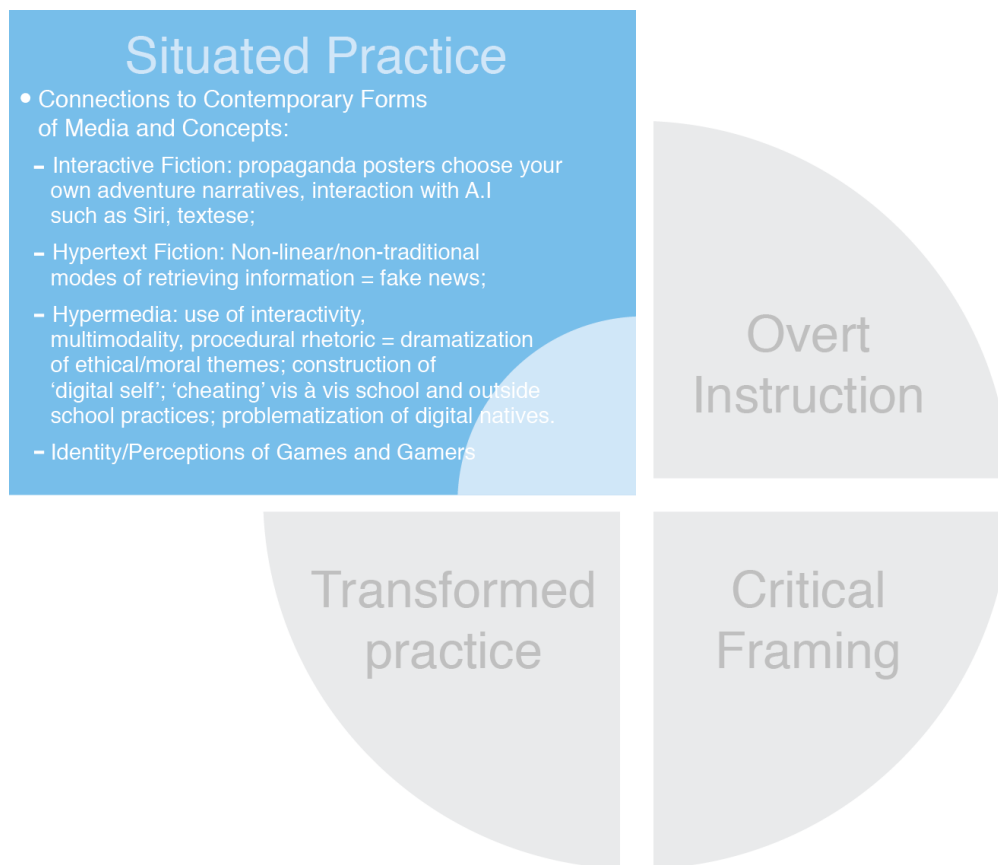 Situated Practice
• Connections to Contemporary Forms
of Media and Concepts:
– Interactive Fiction: propaganda posters choose your
own adventure narratives, interaction with A.I
such as Siri, textese;
– Hypertext Fiction: Non-linear/non-traditional
modes of retrieving information = fake news;
– Hypermedia: use of interactivity,
multimodality, procedural rhetoric = dramatization
of ethical/moral themes; construction of
‘digital self’; ‘cheating’ vis à vis school and outside
school practices; problematization of digital natives.
– Identity/Perceptions of Games and Gamers
Overt
Instruction
Transformed
practice
Critical
Framing